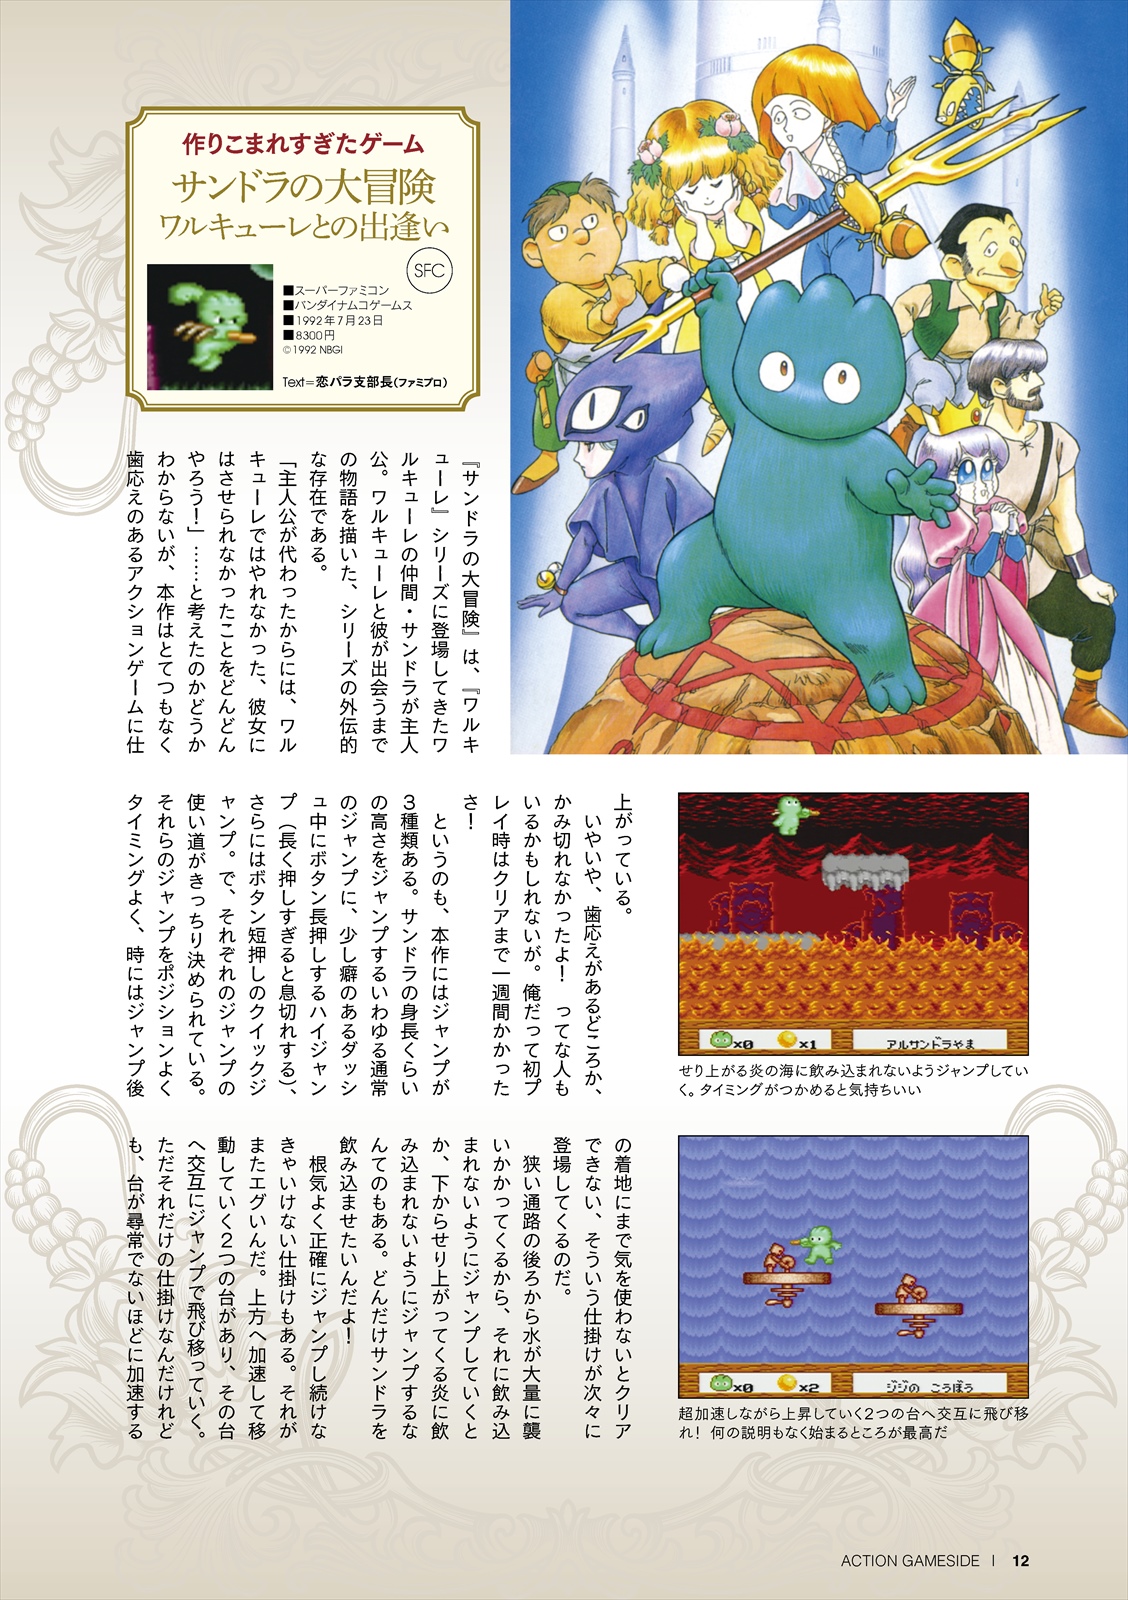 作りこまれすぎたゲーム
サンドラの大冒険
ワルキューレとの出逢い
SFC
■スーパーファミコン
■バンダイナムコゲームス
■1992年7月23日
■8300円
©1992 NBGI
Text=恋パラ支部長(ファミプロ)
『サンドラの大冒険』は、『ワルキ
ューレ』シリーズに登場してきたワ
ルキューレの仲間・サンドラが主人
公。ワルキューレと彼が出会うまで
の物語を描いた、シリーズの外伝的
な存在である。
「主人公が代わったからには、ワル
キューレではやれなかった、彼女に
はさせられなかったことをどんどん
やろう！」……と考えたのかどうか
わからないが、本作はとてつもなく
歯応えのあるアクションゲームに仕
上がっている。
いやいや、歯応えがあるどころか、
かみ切れなかったよ！　ってな人も
いるかもしれないが。俺だって初プ
レイ時はクリアまで一週間かかった
さ！
というのも、本作にはジャンプが
3種類ある。サンドラの身長くらい
の高さをジャンプするいわゆる通常
のジャンプに、少し癖のあるダッシ
ュ中にボタン長押しするハイジャン
プ（長く押しすぎると息切れする）、
さらにはボタン短押しのクイックジ
ャンプ。で、それぞれのジャンプの
使い道がきっちり決められている。
それらのジャンプをポジションよく
タイミングよく、時にはジャンプ後
の着地にまで気を使わないとクリア
できない、そういう仕掛けが次々に
登場してくるのだ。
狭い通路の後ろから水が大量に襲
いかかってくるから、それに飲み込
まれないようにジャンプしていくと
か、下からせり上がってくる炎に飲
み込まれないようにジャンプするな
んてのもある。どんだけサンドラを
飲み込ませたいんだよ！
根気よく正確にジャンプし続けな
きゃいけない仕掛けもある。それが
またエグいんだ。上方へ加速して移
動していく2つの台があり、その台
へ交互にジャンプで飛び移っていく。
ただそれだけの仕掛けなんだけれど
も、台が尋常でないほどに加速する
x0
x1
アルサンドラやま
せり上がる炎の海に飲み込まれないようジャンプしてい
く。タイミングがつかめると気持ちいい
x0
x2
ジジの こうぼう
超加速しながら上昇していく2つの台へ交互に飛び移
れ！ 何の説明もなく始まるところが最高だ
ACTION GAMESIDE | 12